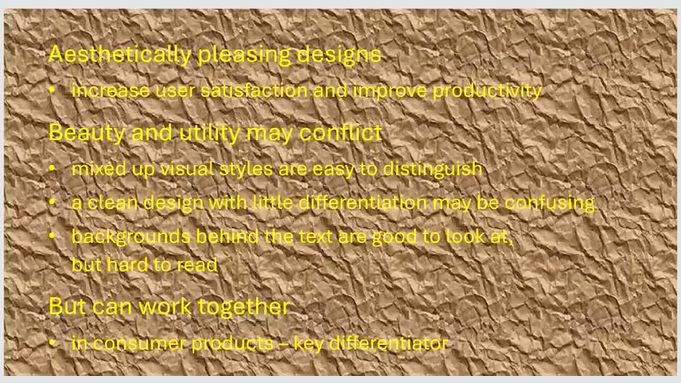 Aesthetically pleasing designs
• increase user satisfaction and improve productivity
Beauty and utility may conflict
• mixed up visual styles are easy to distinguish
• a clean design with little differentiation may be confusing
• backgrounds behind the text are good to look at,
but hard to read
But can work together
• in consumer products – key differentiator